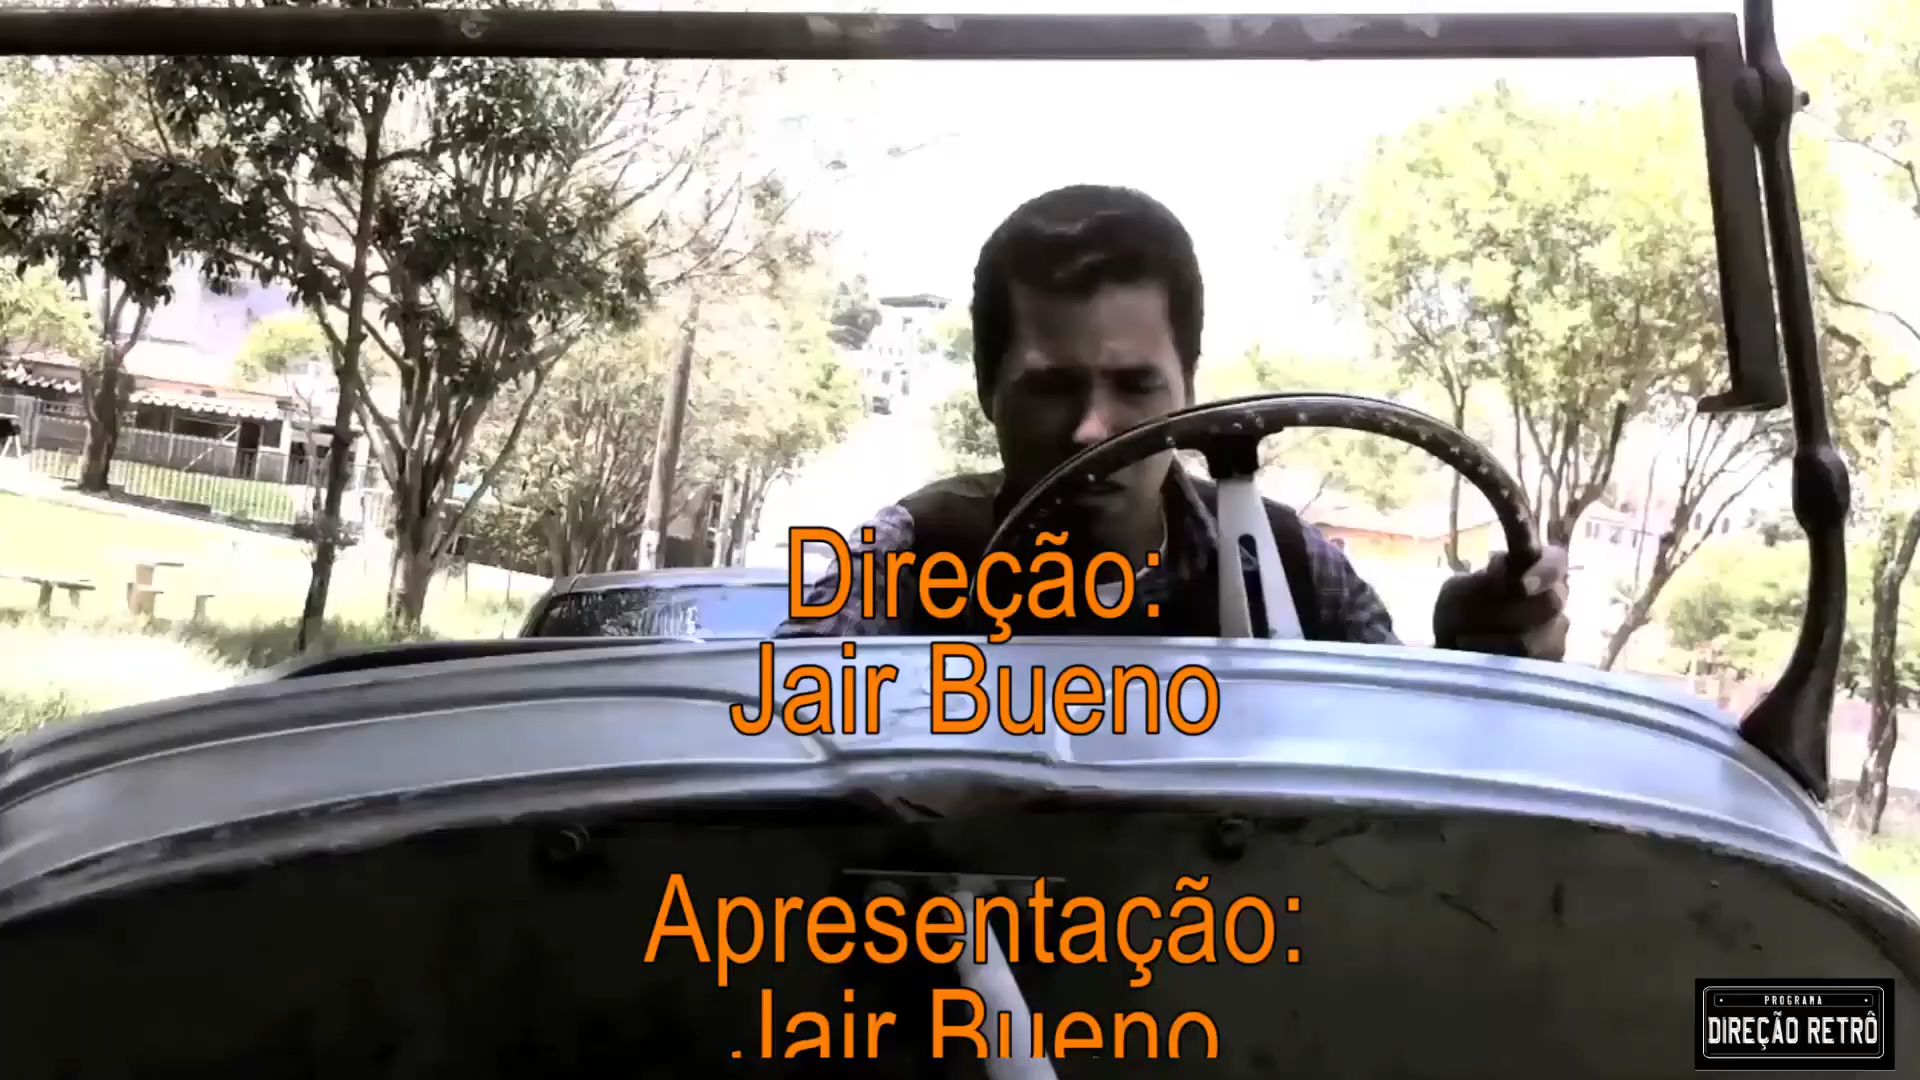 Direção:
Jair Bueno
Apresentação:
Jair Bueno
PROGRAMA
DIREÇÃO RETRÔ